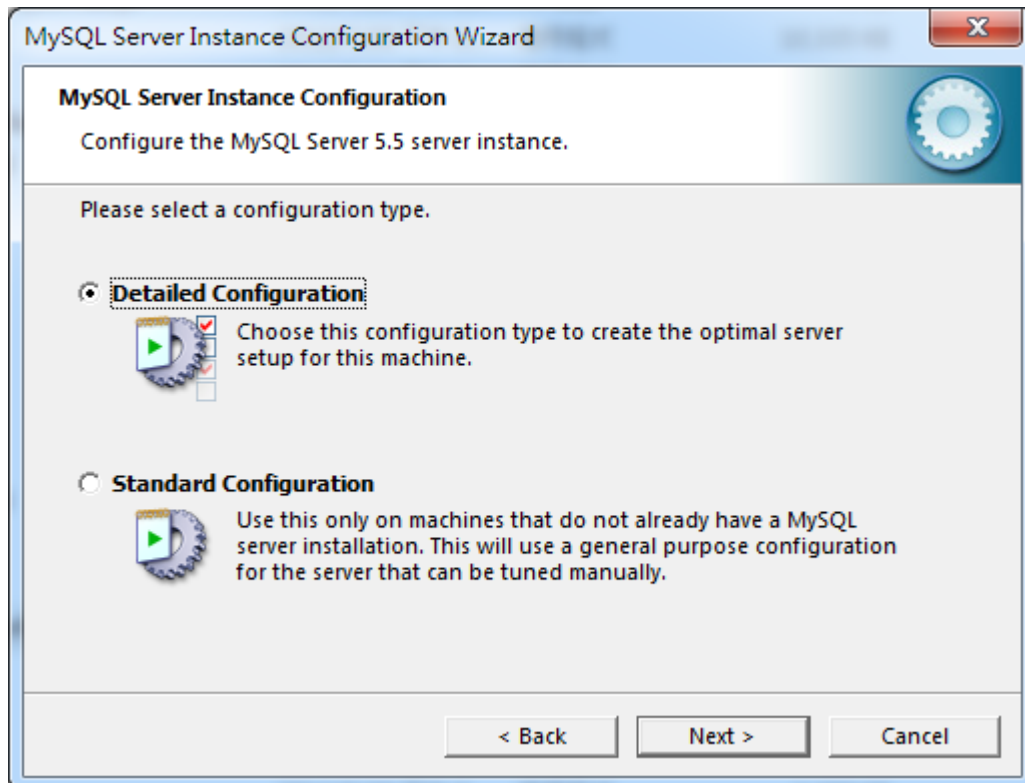 MySQL Server Instance Configuration Wizard
MySQL Server Instance Configuration
Configure the MySQL Server 5.5 server instance.
Please select a configuration type.
Detailed Configuration
Choose this configuration type to create the optimal server
setup for this machine.
Standard Configuration
Use this only on machines that do not already have a MySQL
server installation. This will use a general purpose configuration
for the server that can be tuned manually.
< Back
Next >
Cancel